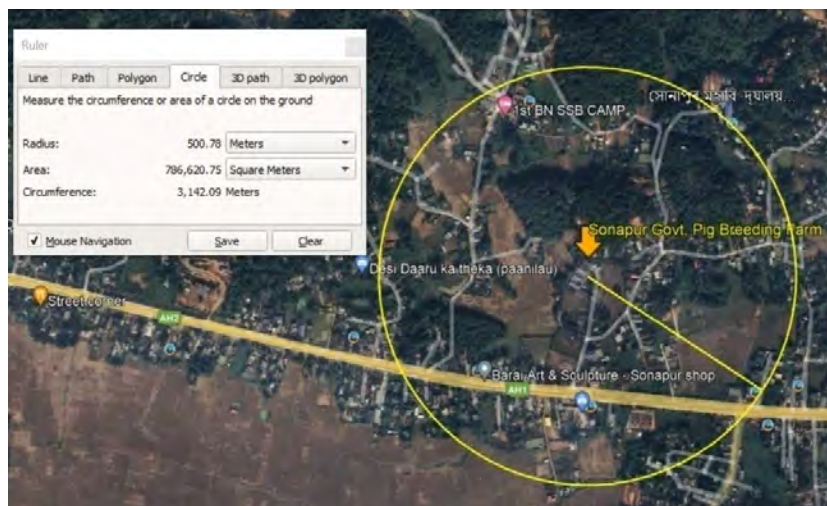 Ruler
Line Path Polygon Circle 3D path 3D polygon
Measure the circumference or area of a circle on the ground
Radius: 500.78 Meters
Area: 786,620.75 Square Meters
Circumference: 3,142.09 Meters
Mouse Navigation Save Clear
1st BN SSB CAMP
সোনাপুর
Sonapur Govt. Pig Breeding Farm
Desi Daaru ka theka (paanilau)
Street corner
AH2
Barai Art & Sculpture - Sonapur shop
AH1